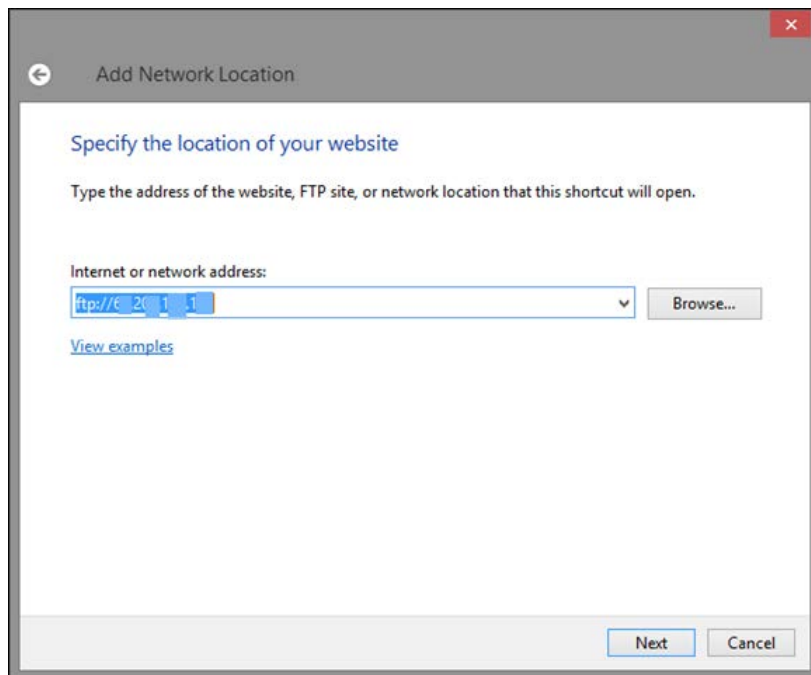 Add Network Location
Specify the location of your website
Type the address of the website, FTP site, or network location that this shortcut will open.
Internet or network address:
Browse...
View examples
Next
Cancel